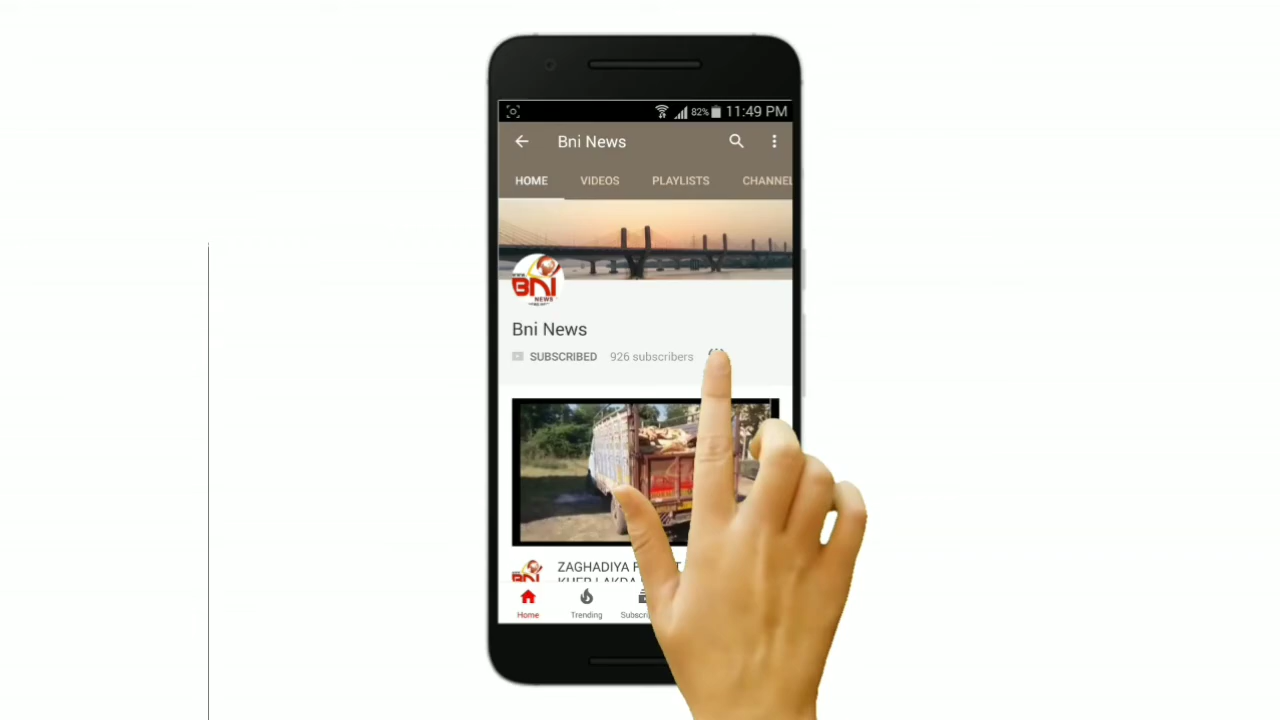 82% 11:49 PM
Bni News
HOME VIDEOS PLAYLISTS CHANNEL
BNI
NEWS
Bni News
SUBSCRIBED 926 subscribers
ZAGHADIYA
Home Trending